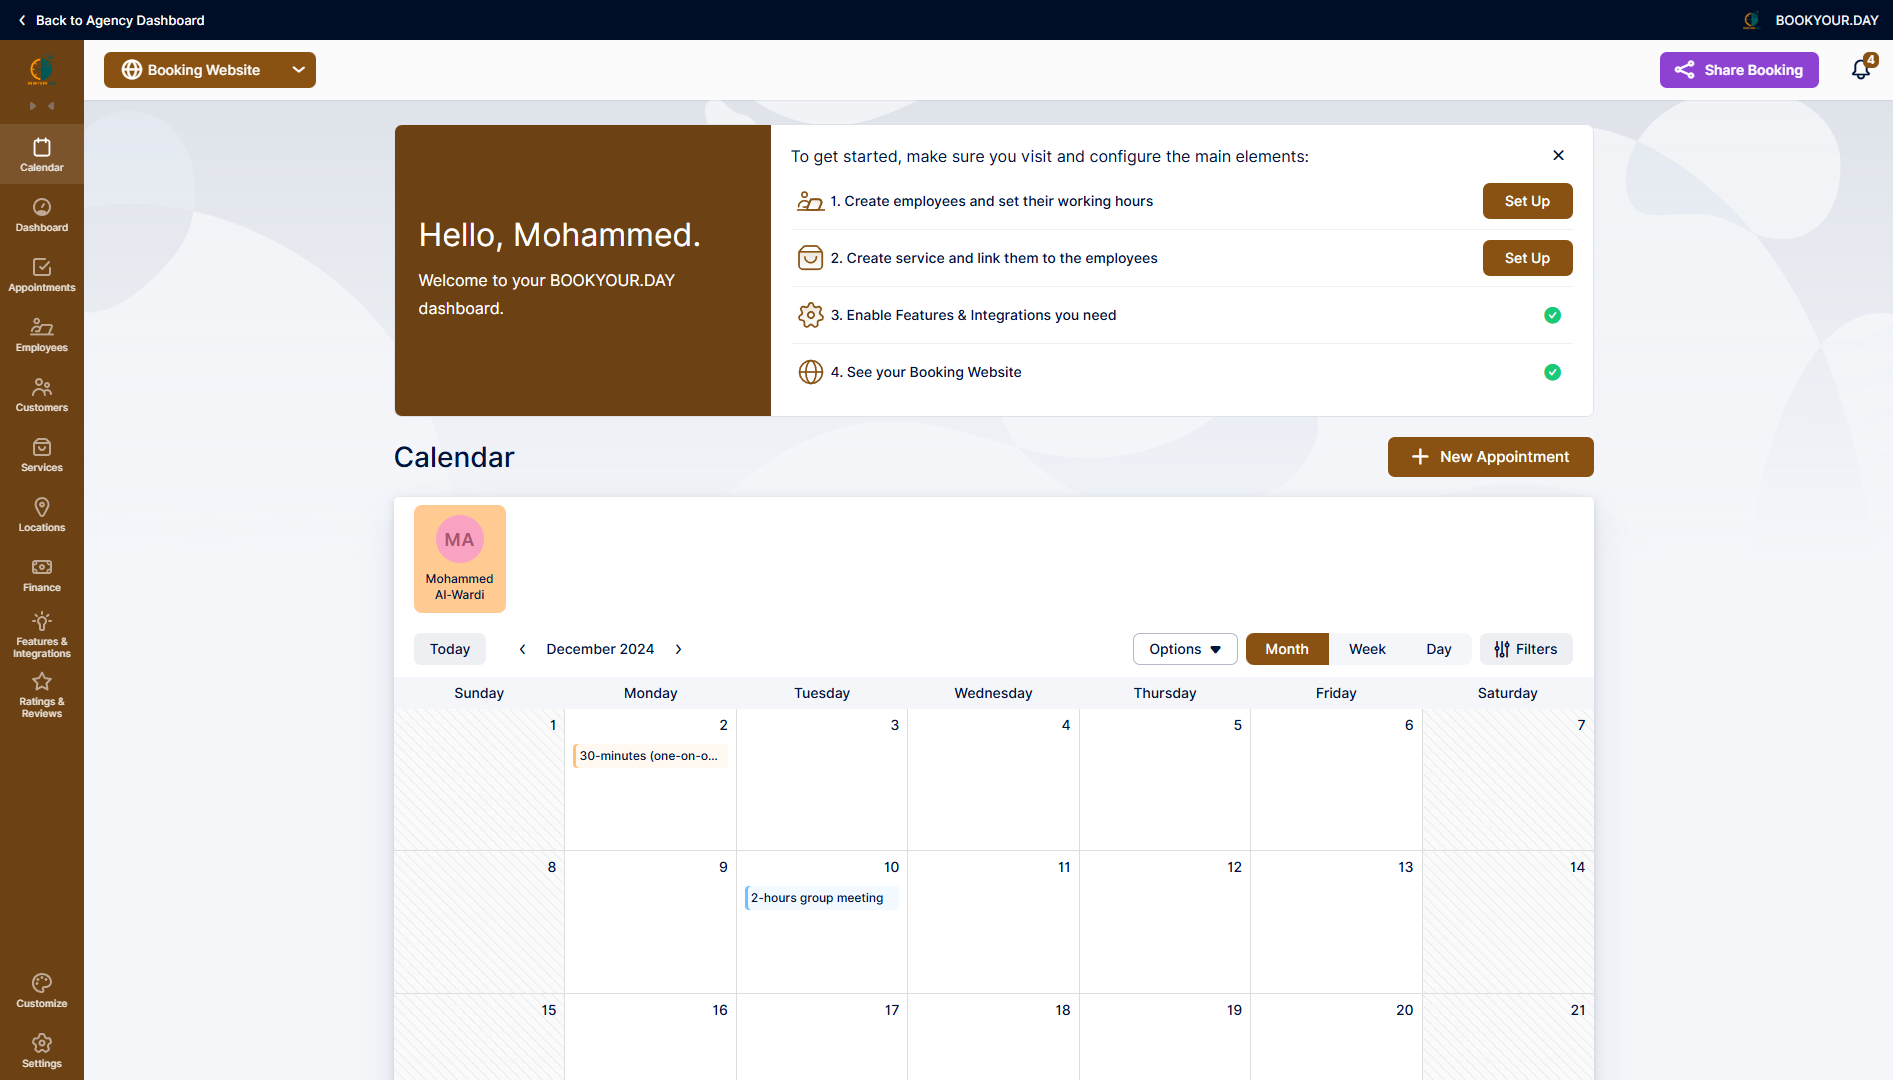 Back to Agency Dashboard
BOOKYOUR.DAY
Booking Website
Share Booking
4
Calendar
Dashboard
Appointments
Employees
Customers
Services
Locations
Finance
Features &
Integrations
Ratings &
Reviews
Customize
Settings
Hello, Mohammed.
Welcome to your BOOKYOUR.DAY
dashboard.
To get started, make sure you visit and configure the main elements:
1. Create employees and set their working hours
Set Up
2. Create service and link them to the employees
Set Up
3. Enable Features & Integrations you need
4. See your Booking Website
Calendar
New Appointment
MA
Mohammed
Al-Wardi
Today
December 2024
Options
Month
Week
Day
Filters
Sunday
Monday
Tuesday
Wednesday
Thursday
Friday
Saturday
1
2
3
4
5
6
7
30-minutes (one-on-o...
8
9
10
11
12
13
14
2-hours group meeting
15
16
17
18
19
20
21